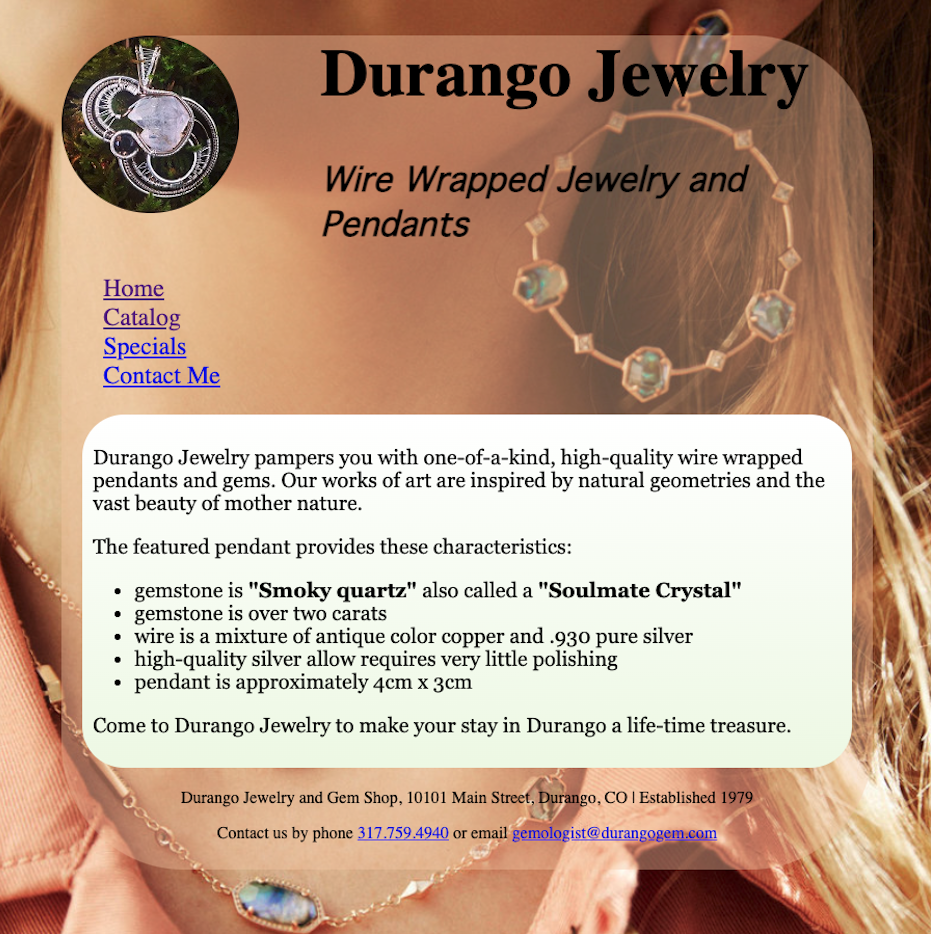 Durango Jewelry
Wire Wrapped Jewelry and
Pendants
Home
Catalog
Specials
Contact Me
Durango Jewelry pampers you with one-of-a-kind, high-quality wire wrapped
pendants and gems. Our works of art are inspired by natural geometries and the
vast beauty of mother nature.
The featured pendant provides these characteristics:
• gemstone is "Smoky quartz" also called a "Soulmate Crystal"
• gemstone is over two carats
• wire is a mixture of antique color copper and .930 pure silver
• high-quality silver allow requires very little polishing
• pendant is approximately 4cm x 3cm
Come to Durango Jewelry to make your stay in Durango a life-time treasure.
Durango Jewelry and Gem Shop, 10101 Main Street, Durango, CO | Established 1979
Contact us by phone 317.759.4940 or email gemologist@durangogem.com